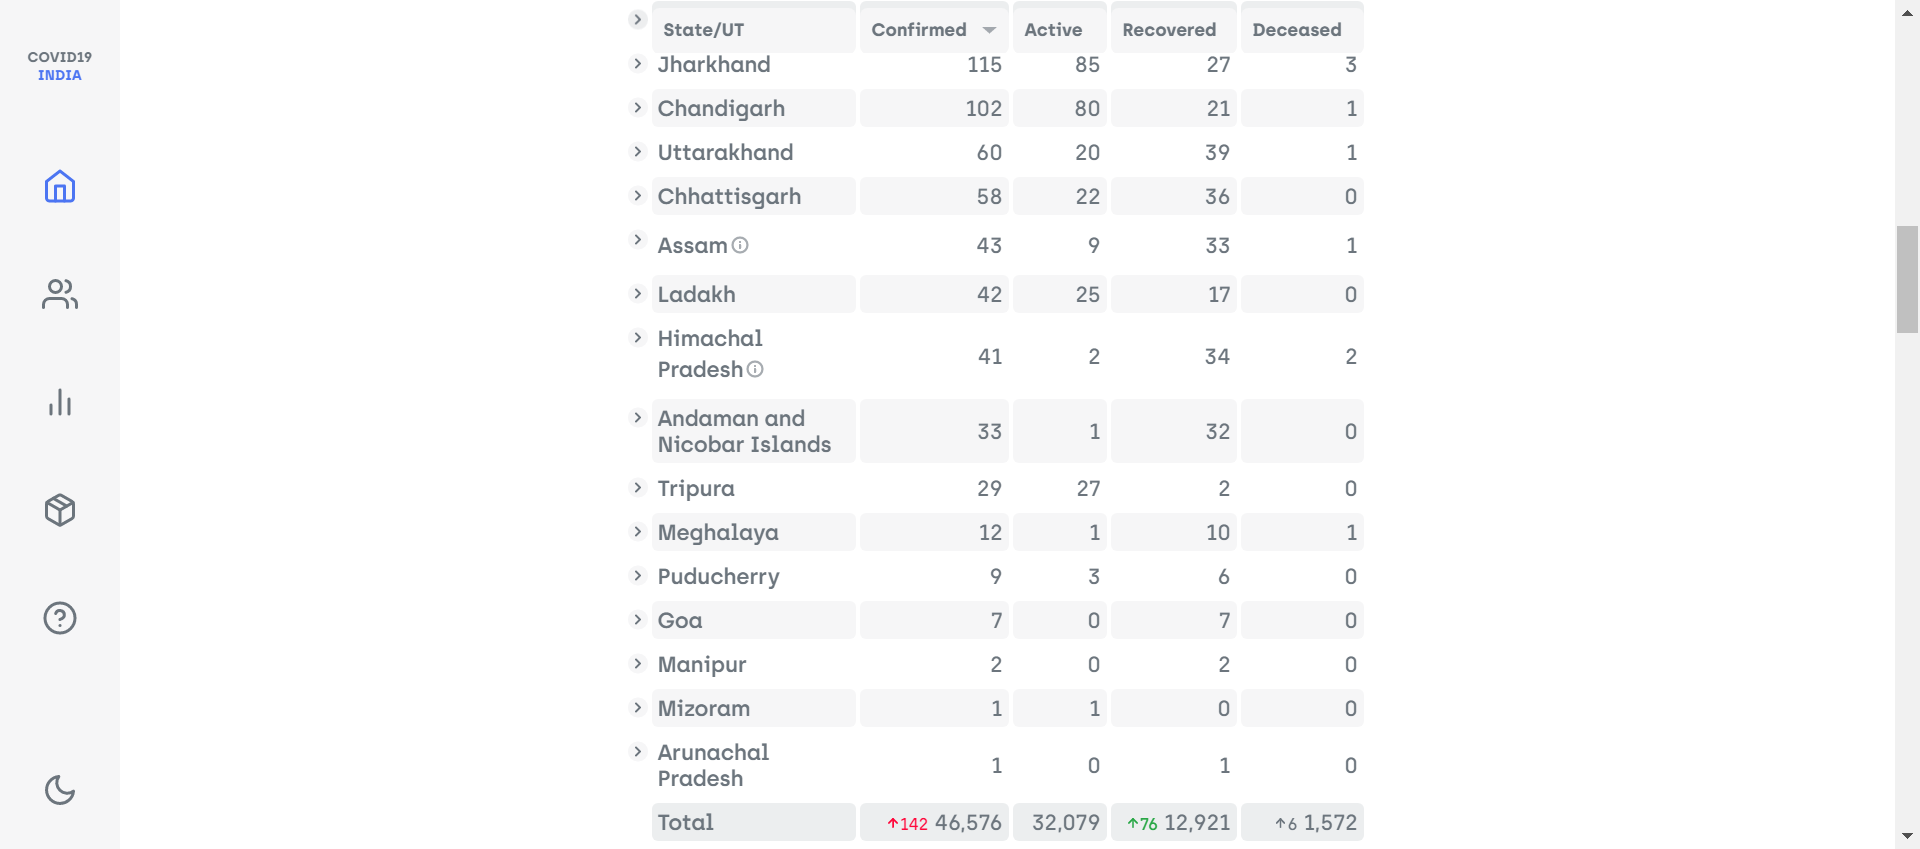 COVID19
INDIA
State/UT Confirmed Active Recovered Deceased
Jharkhand 115 85 27 3
Chandigarh 102 80 21 1
Uttarakhand 60 20 39 1
Chhattisgarh 58 22 36 0
Assam 43 9 33 1
Ladakh 42 25 17 0
Himachal
Pradesh 41 2 34 2
Andaman and
Nicobar Islands 33 1 32 0
Tripura 29 27 2 0
Meghalaya 12 1 10 1
Puducherry 9 3 6 0
Goa 7 0 7 0
Manipur 2 0 2 0
Mizoram 1 1 0 0
Arunachal
Pradesh 1 0 1 0
Total ↑142 46,576 32,079 ↑76 12,921 ↑6 1,572